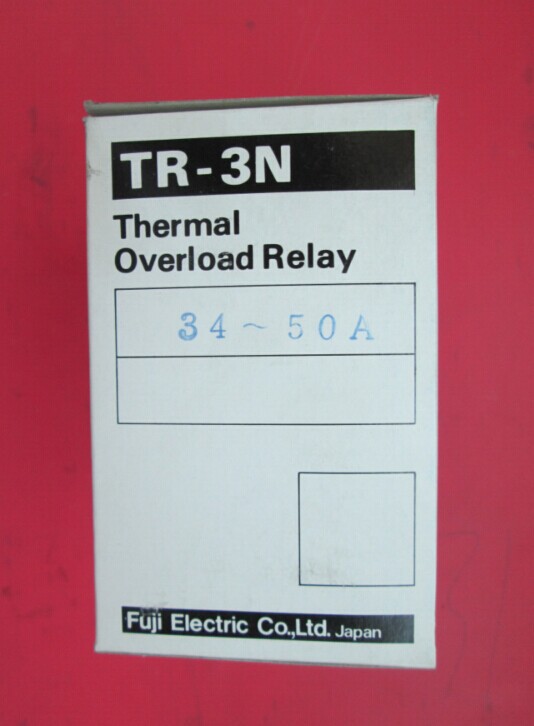 TR-3N
Thermal
Overload Relay
34~50A
Fuji Electric Co.,Ltd. Japan